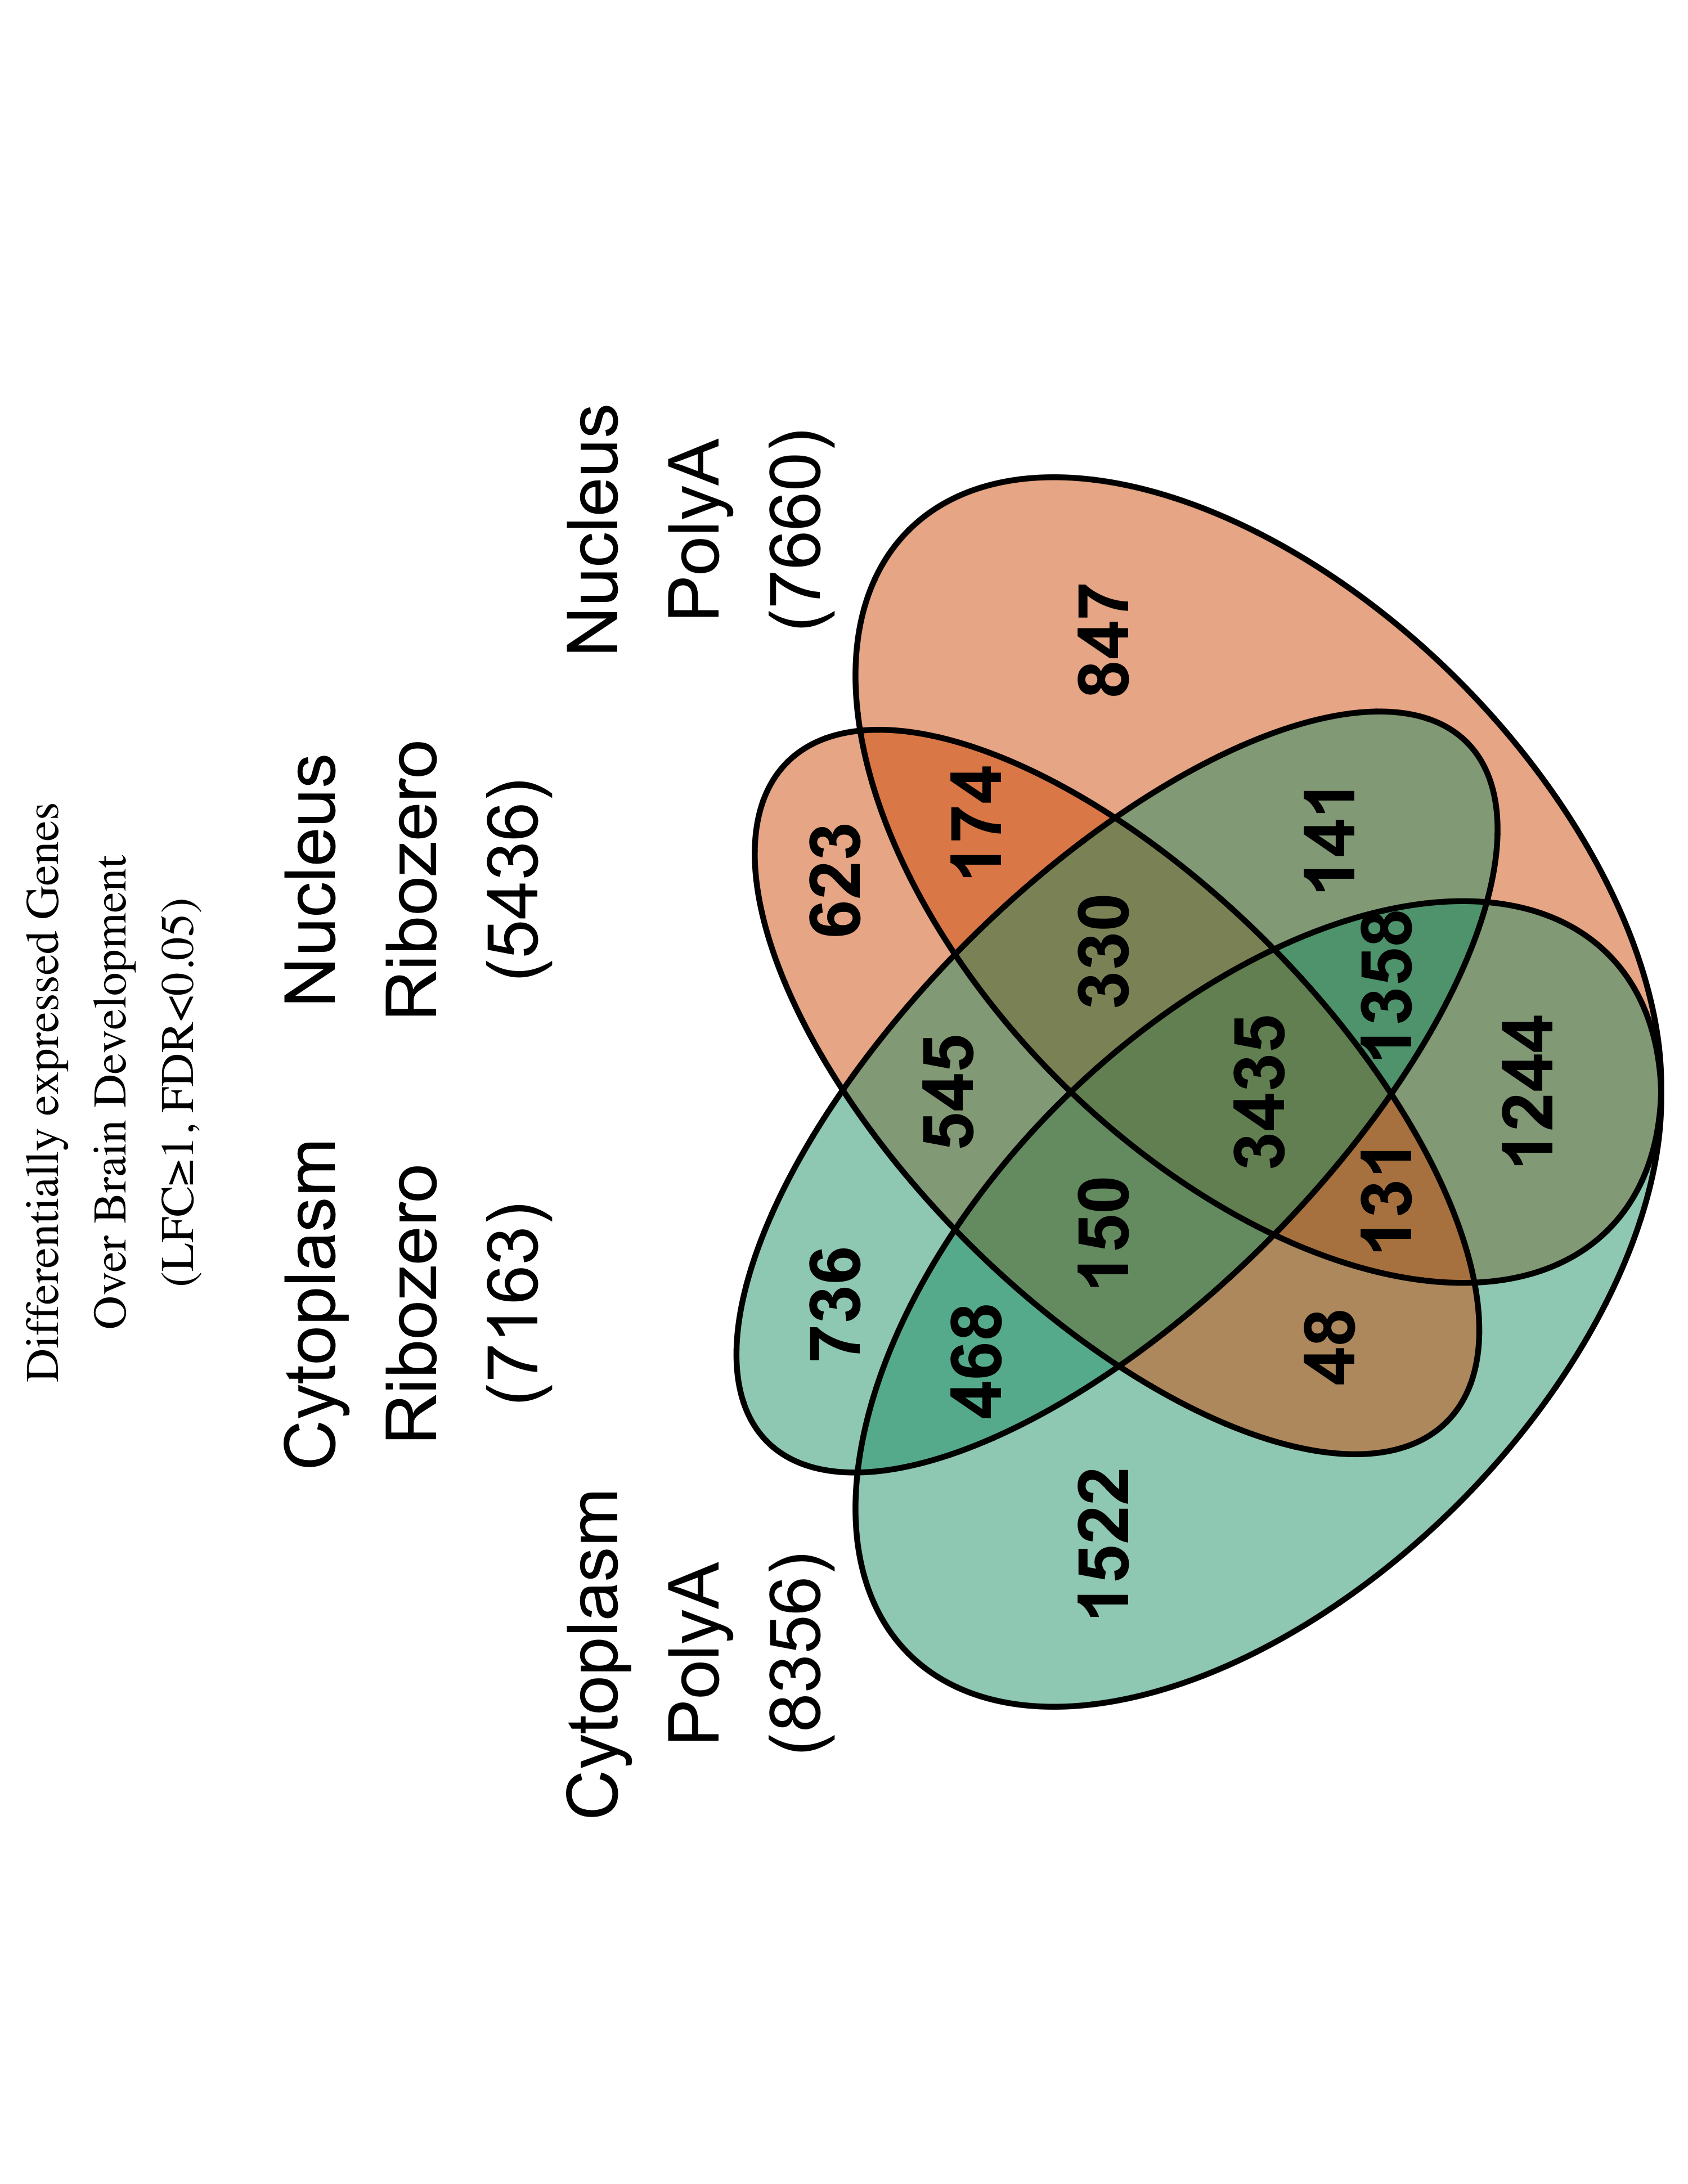 Differentially expressed Genes
Over Brain Development
(LFC≥1, FDR<0.05)
Cytoplasm
Ribozero
(7163)
Nucleus
Ribozero
(5436)
Cytoplasm
PolyA
(8356)
Nucleus
PolyA
(7660)
736
623
545
468
174
1522
150
330
847
3435
48
141
131
1358
1244